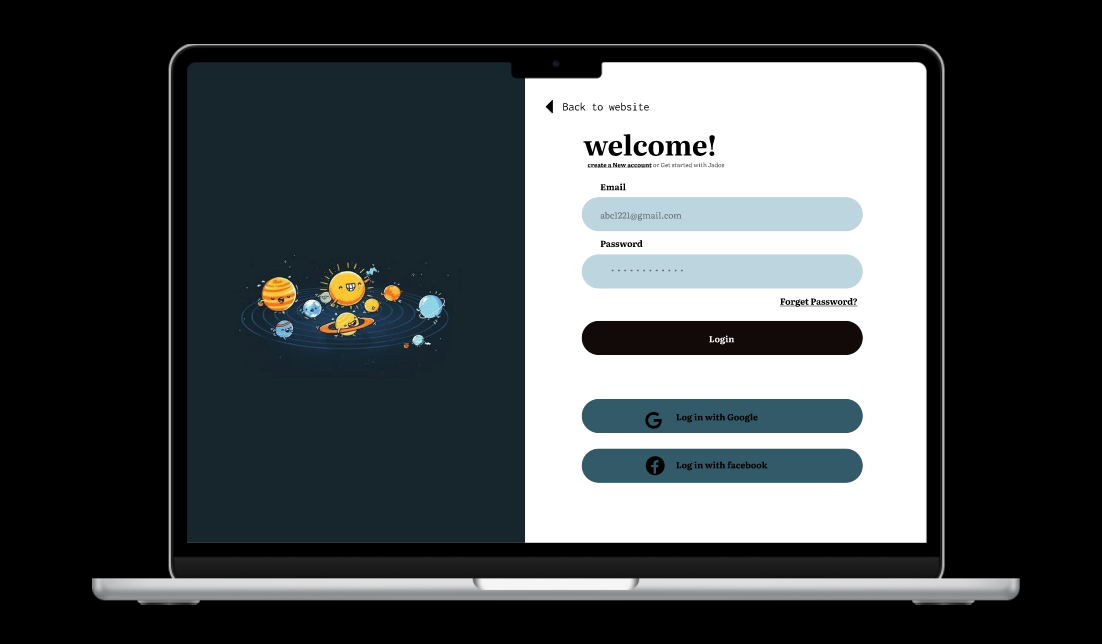 Back to website
welcome!
create a New account or Get started with Jados
Email
abc1221@gmail.com
Password
............
Forget Password?
Login
G Log in with Google
f Log in with facebook